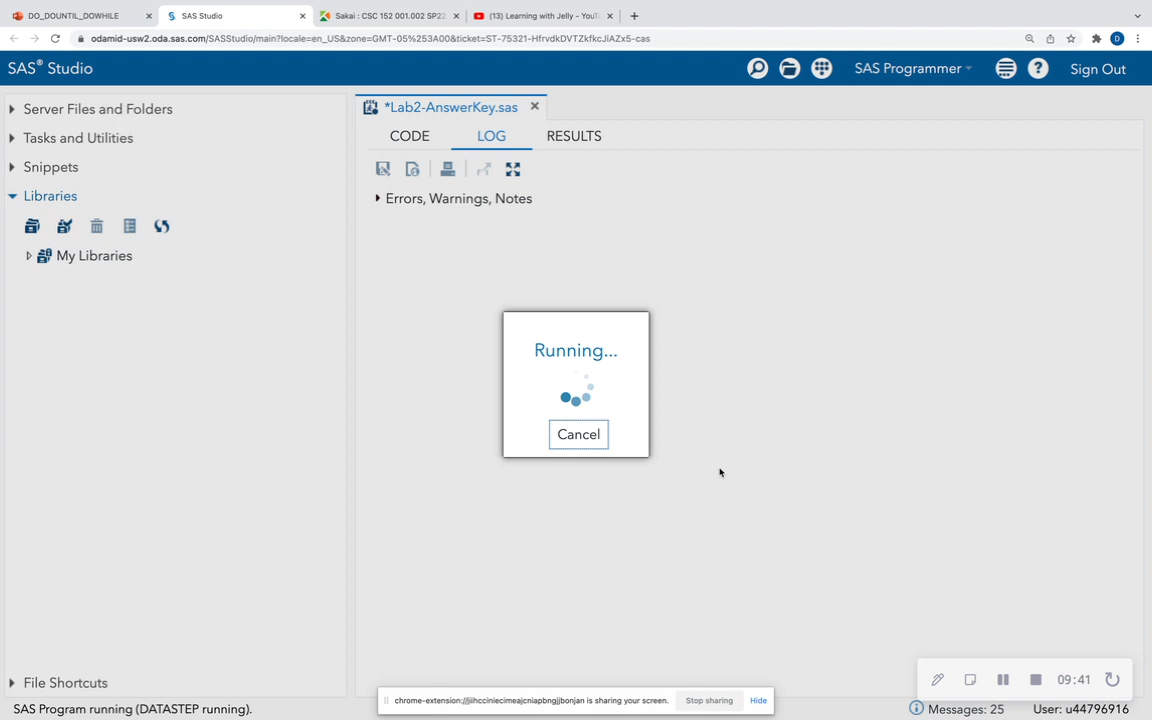 DO_DOUNTIL_DOWHILE
SAS Studio
Sakai : CSC 152 001.002 SP22
(13) Learning with Jelly - YouTu
odamid-usw2.oda.sas.com/SASStudio/main?locale=en_US&zone=GMT-05%253A00&ticket=ST-75321-HfrvdkDVTZkfkcJiAZx5-cas
SAS® Studio
SAS Programmer
Sign Out
Server Files and Folders
Tasks and Utilities
Snippets
Libraries
My Libraries
File Shortcuts
*Lab2-AnswerKey.sas
CODE
LOG
RESULTS
Errors, Warnings, Notes
Running...
Cancel
09:41
chrome-extension://jiihcciniecimeajcniapbngjjbonjan is sharing your screen.
Stop sharing
Hide
SAS Program running (DATASTEP running).
Messages: 25
User: u44796916